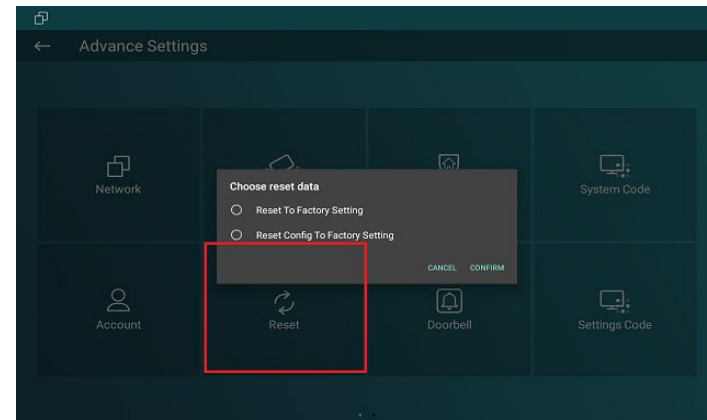 Advance Settings
Network
System Code
Choose reset data
Reset To Factory Setting
Reset Config To Factory Setting
CANCEL CONFIRM
Account
Reset
Doorbell
Settings Code